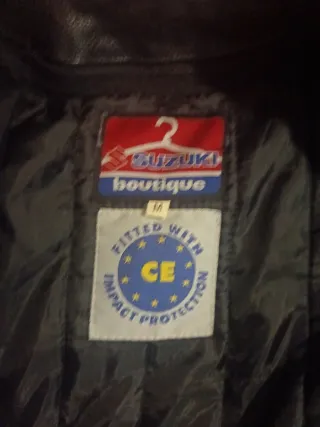 SUZUKI
boutique
M
FITTED WITH
CE
IMPACT PROTECTION